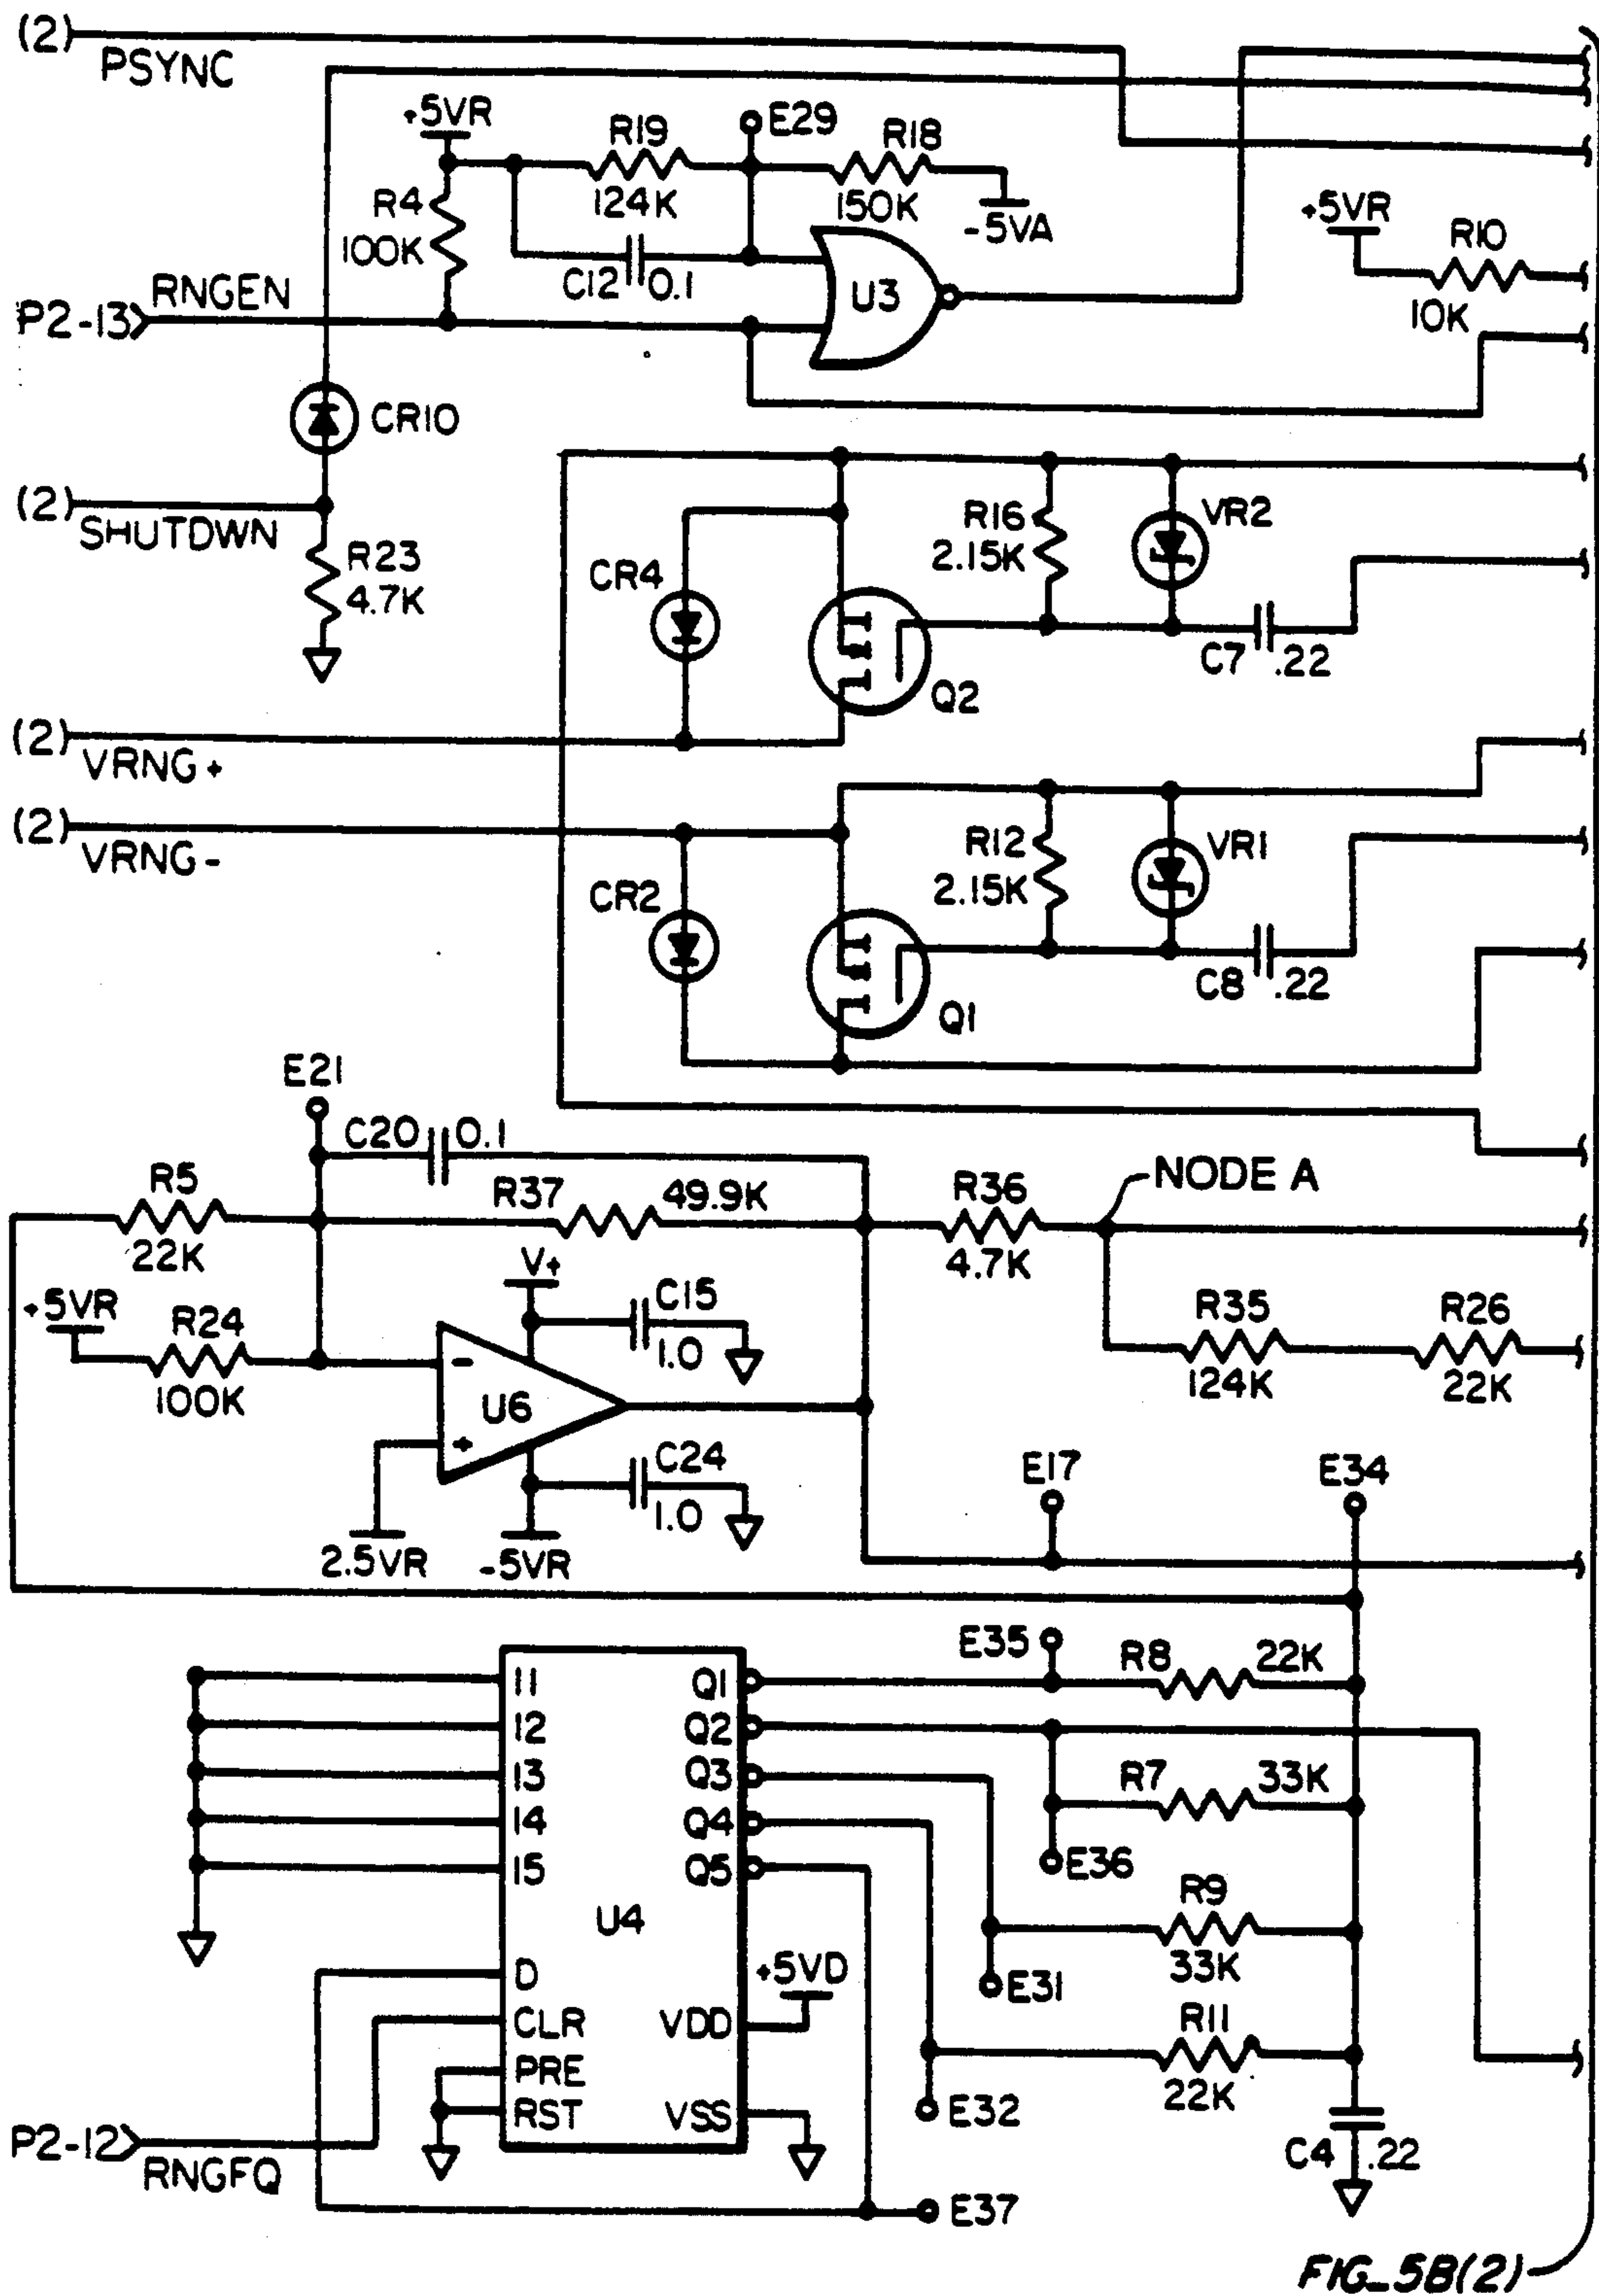 (2)
PSYNC
+5VR
R19
124K
E29
R18
150K
-5VA
R4
100K
C12
0.1
U3
+5VR
R10
10K
P2-13
RNGEN
CR10
(2)
SHUTDWN
R23
4.7K
CR4
R16
2.15K
VR2
Q2
C7
.22
(2)
VRNG+
(2)
VRNG-
CR2
R12
2.15K
VR1
Q1
C8
.22
E21
C20
0.1
R5
22K
R37
49.9K
R36
4.7K
NODE A
+5VR
R24
100K
V+
C15
1.0
R35
124K
R26
22K
-
U6
+
C24
1.0
2.5VR
-5VR
E17
E34
I1
I2
I3
I4
I5
Q1
Q2
Q3
Q4
Q5
U4
D
CLR
PRE
RST
VDD
VSS
+5VD
E35
R8
22K
R7
33K
E36
R9
33K
E31
R11
22K
E32
C4
.22
P2-12
RNGFQ
E37
FIG_5B(2)